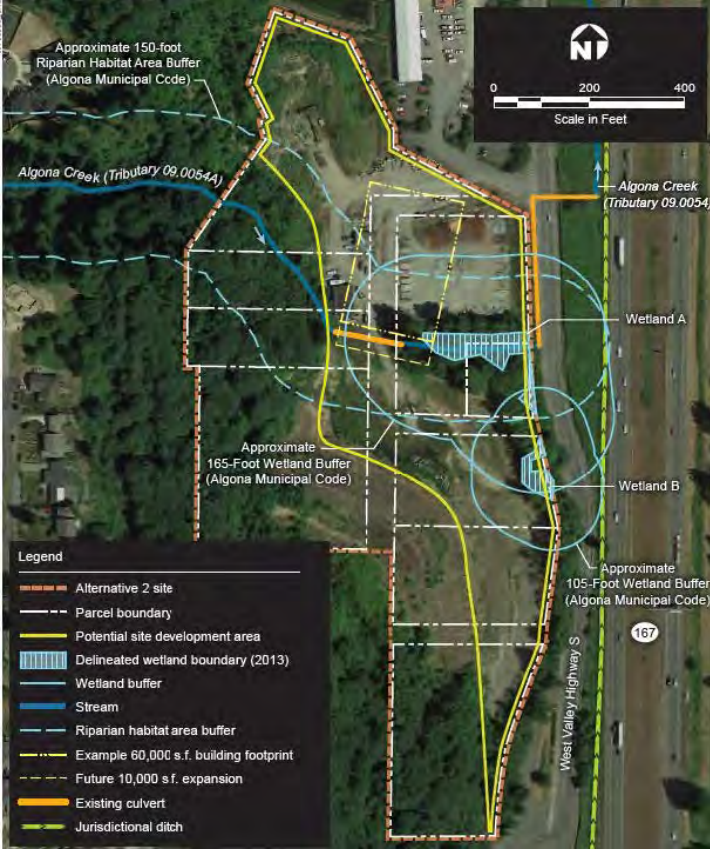 Approximate 150-foot
Riparian Habitat Area Buffer
(Algona Municipal Code)
N
0 200 400
Scale in Feet
Algona Creek (Tributary 09.0054A)
Algona Creek
(Tributary 09.0054)
Wetland A
Approximate
165-Foot Wetland Buffer
(Algona Municipal Code)
Wetland B
Approximate
105-Foot Wetland Buffer
(Algona Municipal Code)
167
West Valley Highway S
Legend
Alternative 2 site
Parcel boundary
Potential site development area
Delineated wetland boundary (2013)
Wetland buffer
Stream
Riparian habitat area buffer
Example 60,000 s.f. building footprint
Future 10,000 s.f. expansion
Existing culvert
Jurisdictional ditch